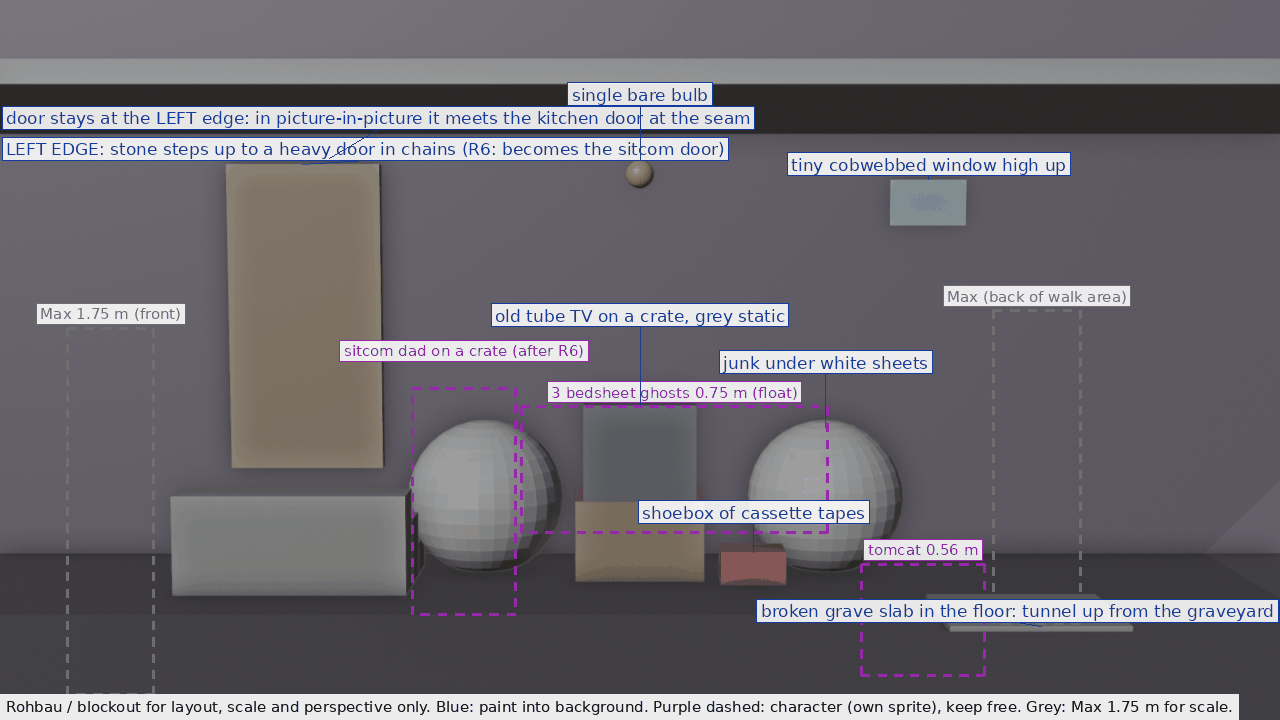 single bare bulb
door stays at the LEFT edge: in picture-in-picture it meets the kitchen door at the seam
LEFT EDGE: stone steps up to a heavy door in chains (R6: becomes the sitcom door)
tiny cobwebbed window high up
Max (back of walk area)
Max 1.75 m (front)
old tube TV on a crate, grey static
sitcom dad on a crate (after R6)
junk under white sheets
3 bedsheet ghosts 0.75 m (float)
shoebox of cassette tapes
tomcat 0.56 m
broken grave slab in the floor: tunnel up from the graveyard
Rohbau / blockout for layout, scale and perspective only. Blue: paint into background. Purple dashed: character (own sprite), keep free. Grey: Max 1.75 m for scale.